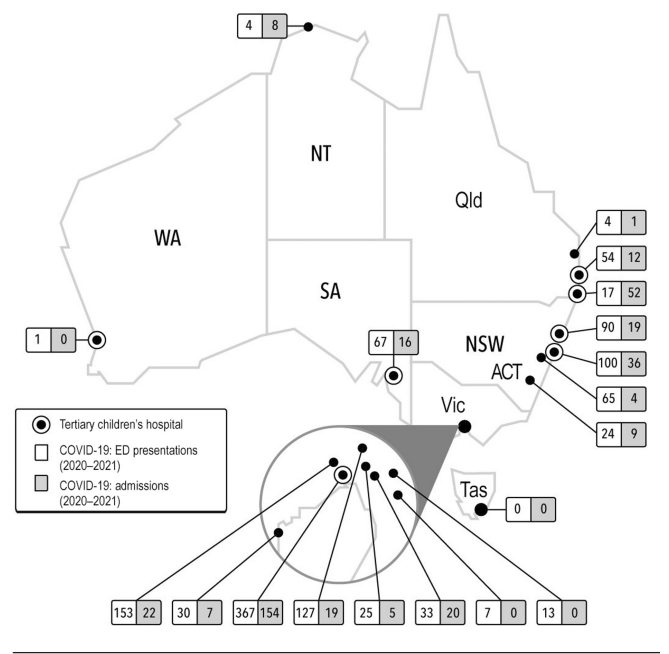 4 8
NT
Qld
WA
4 1
54 12
SA
17 52
1 0
67 16
NSW
90 19
ACT
100 36
65 4
Vic
24 9
Tertiary children's hospital
COVID-19: ED presentations
(2020–2021)
COVID-19: admissions
(2020–2021)
Tas
0 0
153 22
30 7
367 154
127 19
25 5
33 20
7 0
13 0